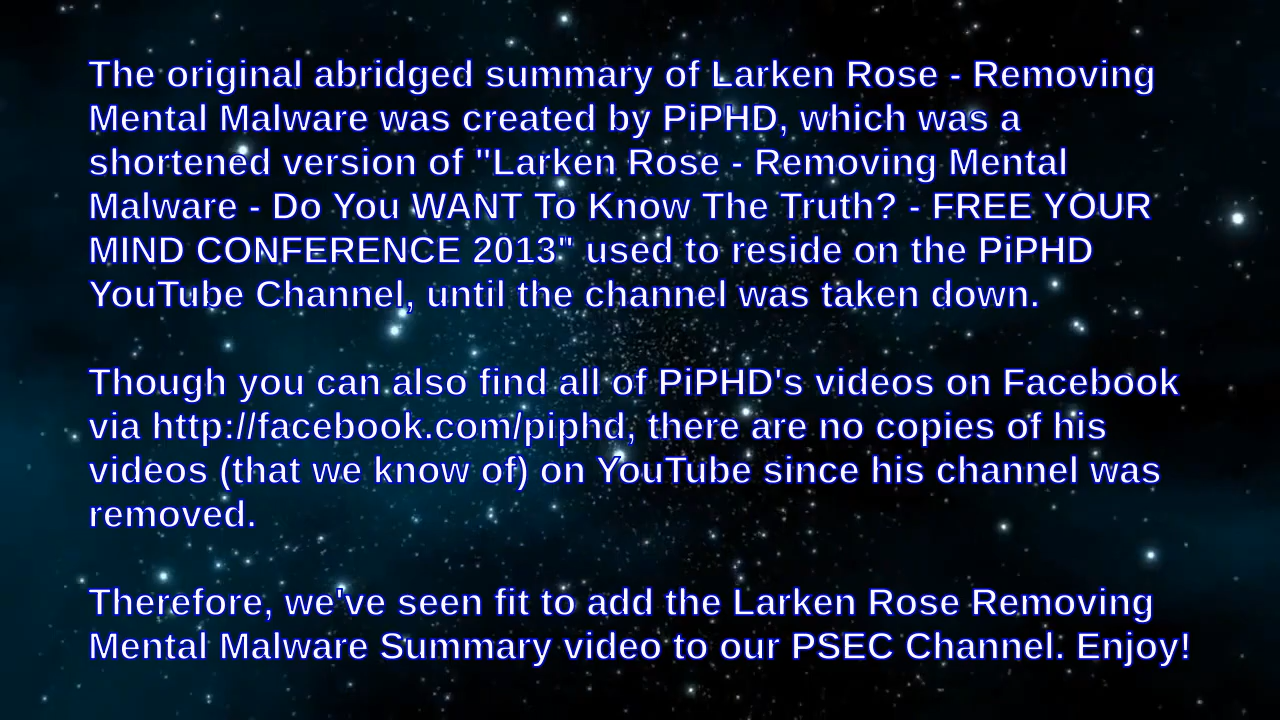 The original abridged summary of Larken Rose - Removing
Mental Malware was created by PiPHD, which was a
shortened version of "Larken Rose - Removing Mental
Malware - Do You WANT To Know The Truth? - FREE YOUR
MIND CONFERENCE 2013" used to reside on the PiPHD
YouTube Channel, until the channel was taken down.
Though you can also find all of PiPHD's videos on Facebook
via http://facebook.com/piphd, there are no copies of his
videos (that we know of) on YouTube since his channel was
removed.
Therefore, we've seen fit to add the Larken Rose Removing
Mental Malware Summary video to our PSEC Channel. Enjoy!